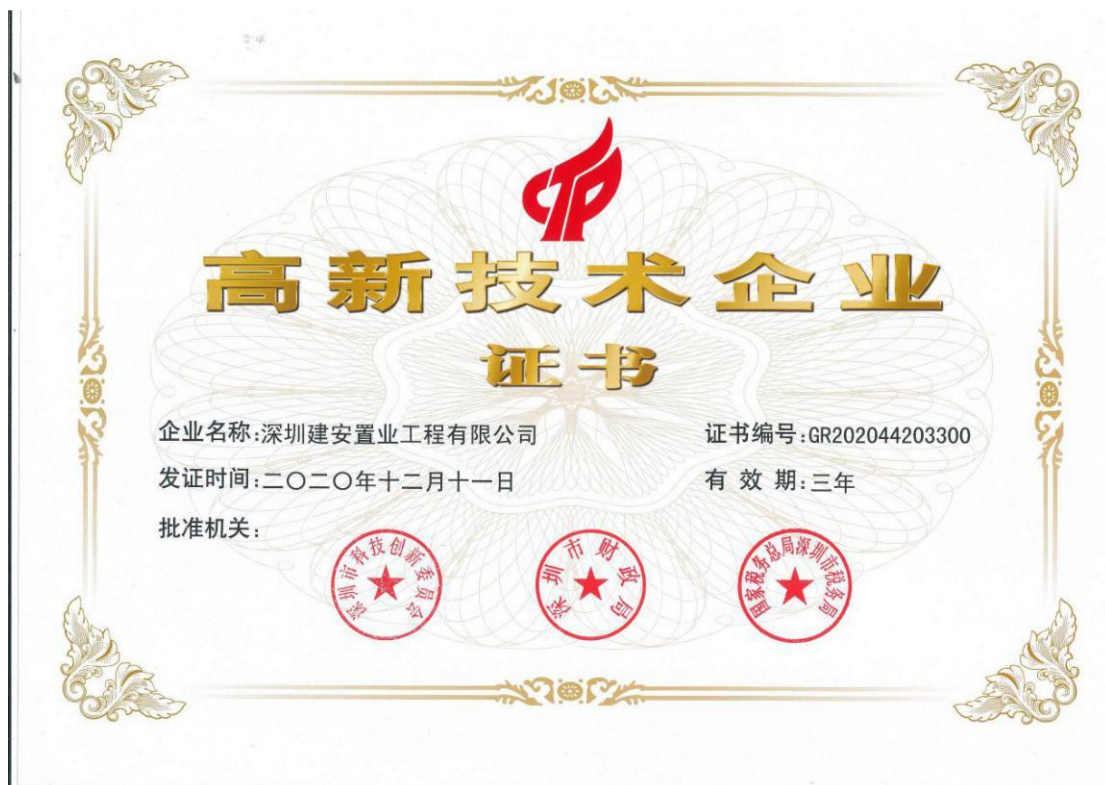 高新技术企业
证书
企业名称:深圳建安置业工程有限公司
证书编号:GR202044203300
发证时间:二〇二〇年十二月十一日
有 效 期:三年
批准机关:
深圳市科技创新委员会
深圳市财政局
国家税务总局深圳市税务局